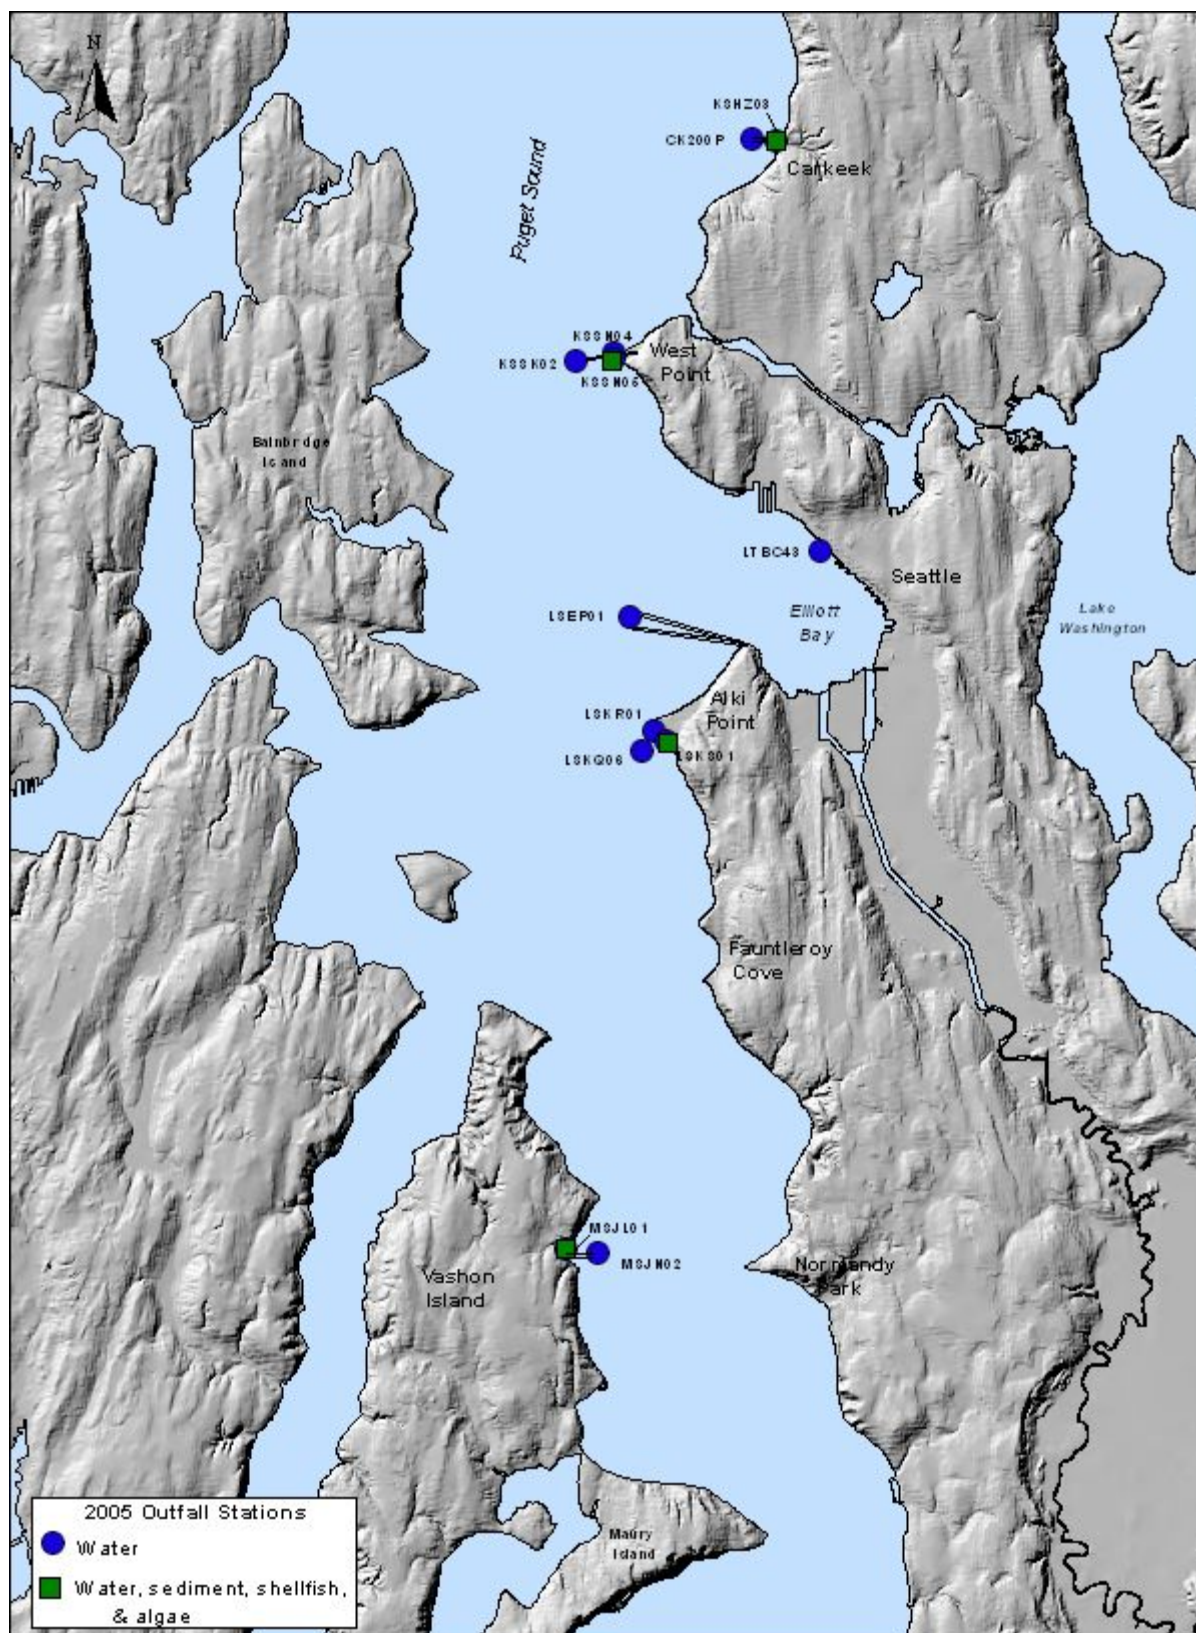 N
KSHZ03
CK200P
Carkeek
Puget Sound
KSSN04
KSSK02
West
Point
KSSN05
Bainbridge
Island
LTBC43
Seattle
LSEP01
Elliott
Bay
Lake
Washington
Alki
Point
LSKR01
LSKS01
LSKQ06
Fauntleroy
Cove
MSJL01
MSJN02
Vashon
Island
Normandy
Park
Maury
Island
2005 Outfall Stations
Water
Water, sediment, shellfish,
& algae